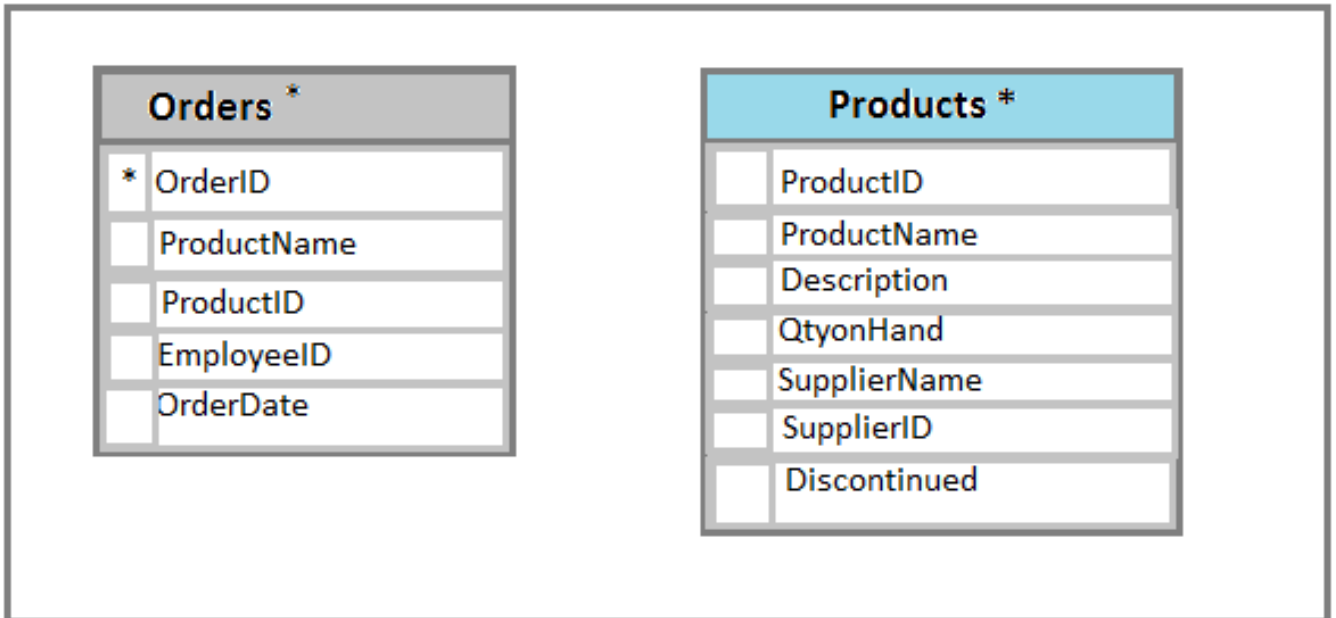 Orders *
* OrderID
ProductName
ProductID
EmployeeID
OrderDate
Products *
ProductID
ProductName
Description
QtyonHand
SupplierName
SupplierID
Discontinued